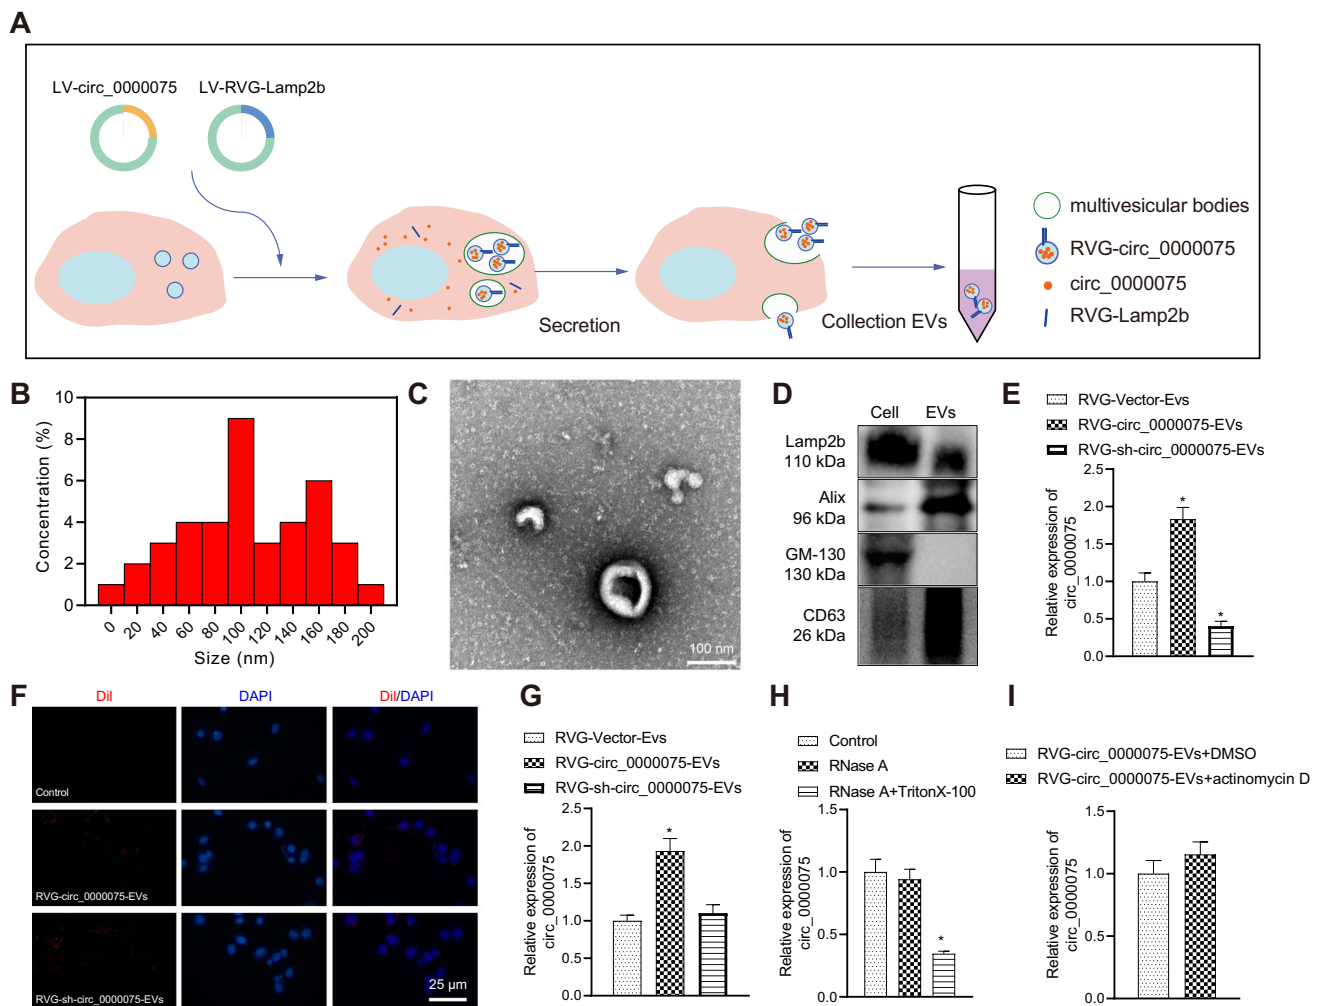 A
LV-circ_0000075
LV-RVG-Lamp2b
Secretion
Collection EVs
multivesicular bodies
RVG-circ_0000075
circ_0000075
RVG-Lamp2b
B
Concentration (%)
10
8
6
4
2
0
0 20 40 60 80 100 120 140 160 180 200
Size (nm)
C
100 nm
D
Cell EVs
Lamp2b
110 kDa
Alix
96 kDa
GM-130
130 kDa
CD63
26 kDa
E
RVG-Vector-Evs
RVG-circ_0000075-EVs
RVG-sh-circ_0000075-EVs
Relative expression of
circ_0000075
2.5
2.0
1.5
1.0
0.5
0.0
*
*
F
Dil DAPI Dil/DAPI
Control
RVG-circ_0000075-EVs
RVG-sh-circ_0000075-EVs
25 µm
G
RVG-Vector-Evs
RVG-circ_0000075-EVs
RVG-sh-circ_0000075-EVs
Relative expression of
circ_0000075
2.5
2.0
1.5
1.0
0.5
0.0
*
H
Control
RNase A
RNase A+TritonX-100
Relative expression of
circ_0000075
1.5
1.0
0.5
0.0
*
I
RVG-circ_0000075-EVs+DMSO
RVG-circ_0000075-EVs+actinomycin D
Relative expression of
circ_0000075
1.5
1.0
0.5
0.0